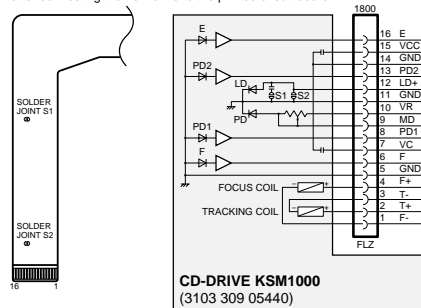 1800
SOLDER
JOINT S1
SOLDER
JOINT S2
16 1
E
PD2
LD
S1 S2
PD
PD1
F
FOCUS COIL
TRACKING COIL
16 E
15 VCC
14 GND
13 PD2
12 LD+
11 GND
10 VR
9 MD
8 PD1
7 VC
6 F
5 GND
4 F+
3 T-
2 T+
1 F-
FLZ
CD-DRIVE KSM1000
(3103 309 05440)